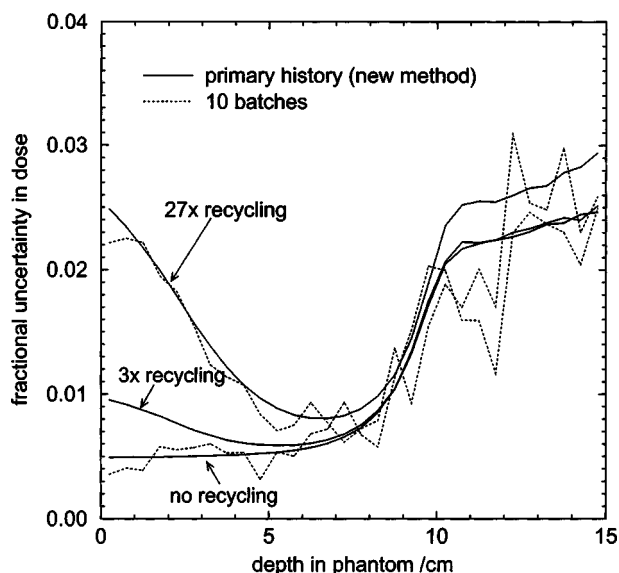 0.04
primary history (new method)
10 batches
0.03
27x recycling
0.02
fractional uncertainty in dose
3x recycling
0.01
no recycling
0.00
0 5 10 15
depth in phantom /cm